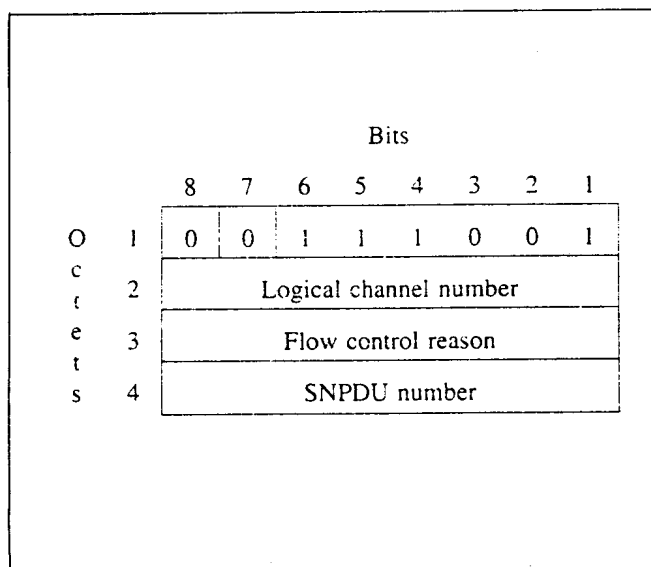 Bits
8 7 6 5 4 3 2 1
Octets
1 0 0 1 1 1 0 0 1
2 Logical channel number
3 Flow control reason
4 SNPDU number